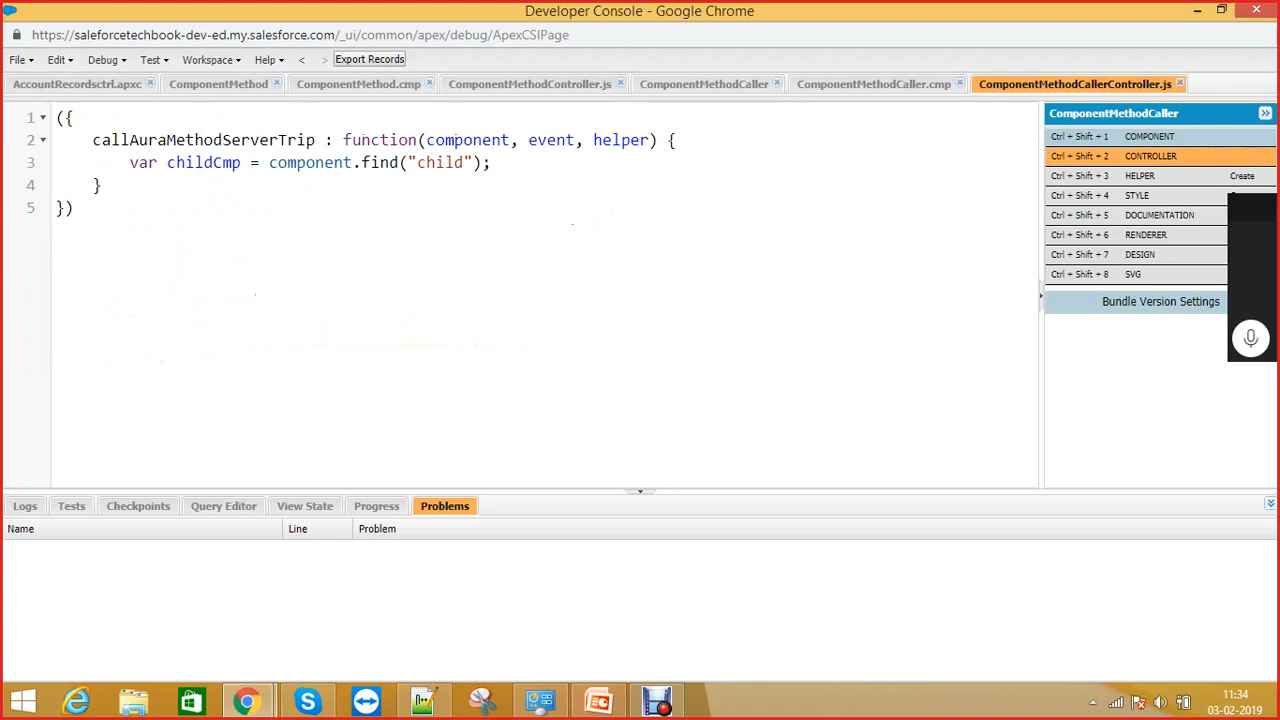 Developer Console - Google Chrome
https://saleforcetechbook-dev-ed.my.salesforce.com/_ui/common/apex/debug/ApexCSIPage
File Edit Debug Test Workspace Help < > Export Records
AccountRecordsctrl.apxc ComponentMethod ComponentMethod.cmp ComponentMethodController.js ComponentMethodCaller ComponentMethodCaller.cmp ComponentMethodCallerController.js
1 ({
2 callAuraMethodServerTrip : function(component, event, helper) {
3 var childCmp = component.find("child");
4 }
5 })
ComponentMethodCaller
Ctrl + Shift + 1 COMPONENT
Ctrl + Shift + 2 CONTROLLER
Ctrl + Shift + 3 HELPER Create
Ctrl + Shift + 4 STYLE
Ctrl + Shift + 5 DOCUMENTATION
Ctrl + Shift + 6 RENDERER
Ctrl + Shift + 7 DESIGN
Ctrl + Shift + 8 SVG
Bundle Version Settings
Logs Tests Checkpoints Query Editor View State Progress Problems
Name Line Problem
11:34
03-02-2019